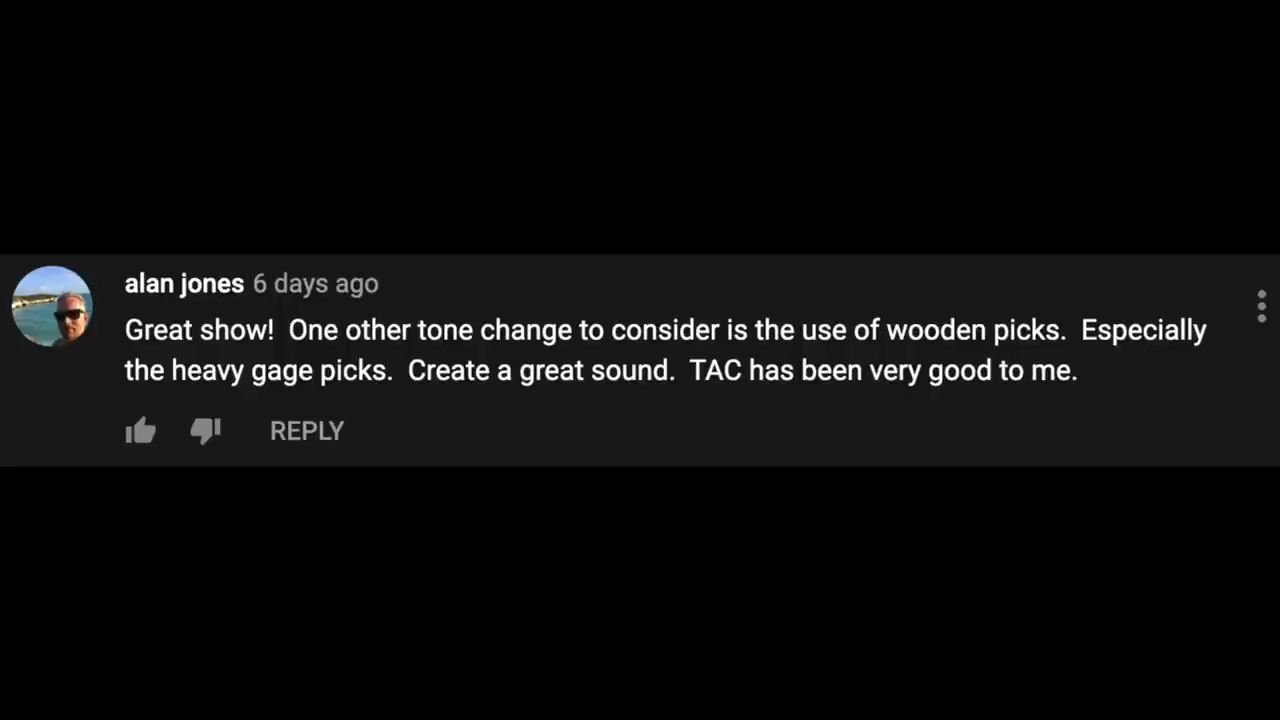 alan jones 6 days ago
Great show!  One other tone change to consider is the use of wooden picks.  Especially
the heavy gage picks.  Create a great sound.  TAC has been very good to me.
REPLY